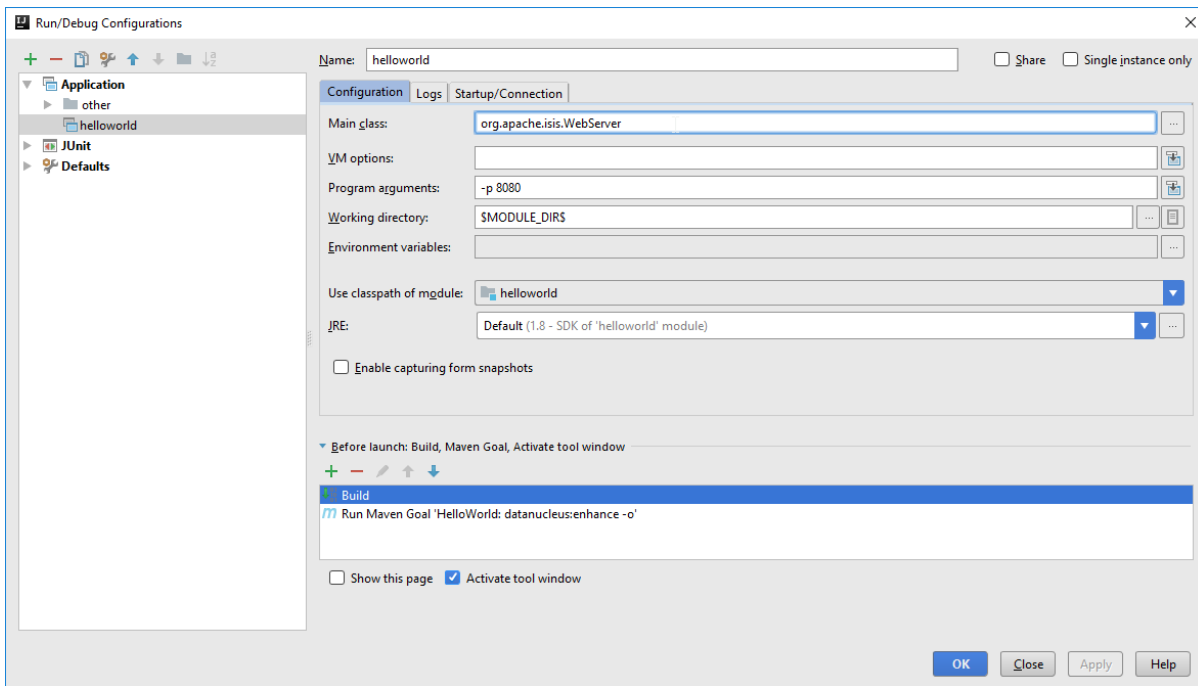 Run/Debug Configurations
Name: helloworld Share Single instance only
Application
other
helloworld
JUnit
Defaults
Configuration Logs Startup/Connection
Main class: org.apache.isis.WebServer ...
VM options:
Program arguments: -p 8080
Working directory: $MODULE_DIR$ ...
Environment variables: ...
Use classpath of module: helloworld
JRE: Default (1.8 - SDK of 'helloworld' module) ...
Enable capturing form snapshots
Before launch: Build, Maven Goal, Activate tool window
Build
Run Maven Goal 'HelloWorld: datanucleus:enhance -o'
Show this page Activate tool window
OK Close Apply Help